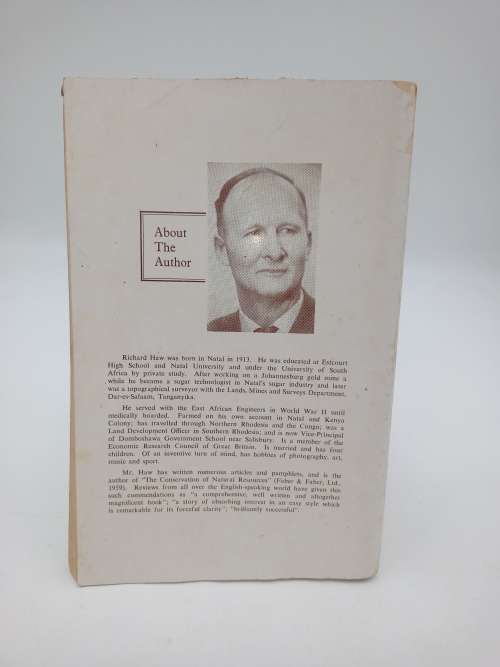 About
The
Author
Richard Haw was born in Natal in 1913. He was educated at Estcourt
High School and Natal University and under the University of South
Africa by private study. After working on a Johannesburg gold mine a
while he became a sugar technologist in Natal's sugar industry and later
was a topographical surveyor with the Lands, Mines and Surveys Department,
Dar-es-Salaam, Tanganyika.
He served with the East African Engineers in World War II until
medically boarded. Farmed on his own account in Natal and Kenya
Colony; has travelled through Northern Rhodesia and the Congo; was a
Land Development Officer in Southern Rhodesia; and is now Vice-Principal
of Domboshawa Government School near Salisbury. Is a member of the
Economic Research Council of Great Britain. Is married and has four
children. Of an inventive turn of mind, has hobbies of photography, art,
music and sport.
Mr. Haw has written numerous articles and pamphlets, and is the
author of "The Conservation of Natural Resources" (Faber & Faber, Ltd.,
1959). Reviews from all over the English-speaking world have given this
such commendations as "a comprehensive, well written and altogether
magnificent book"; "a story of absorbing interest in an easy style which
is remarkable for its forceful clarity"; "brilliantly successful".